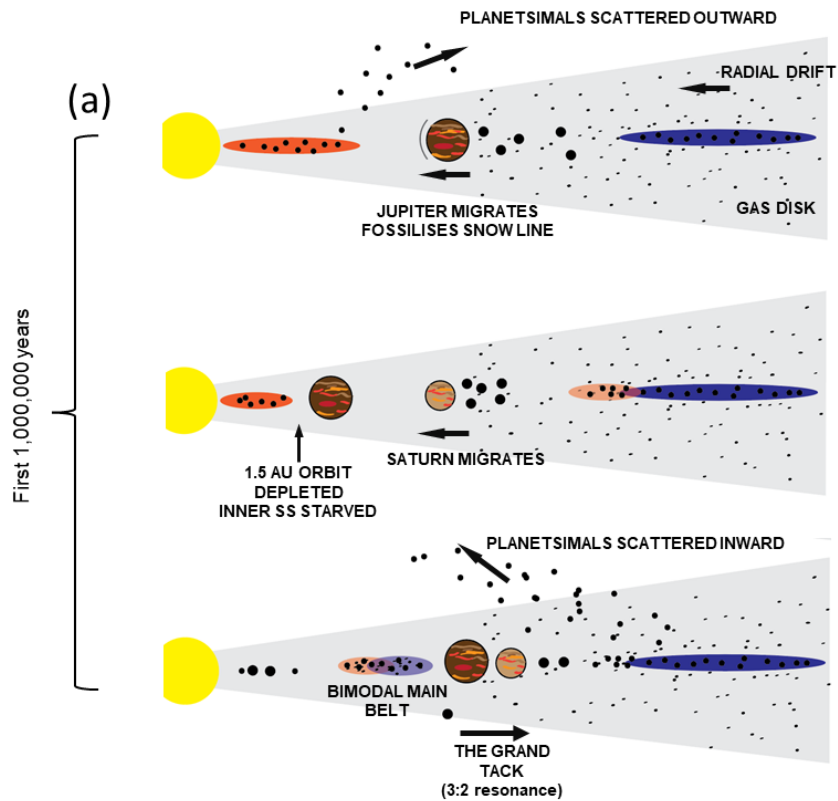 PLANETSIMALS SCATTERED OUTWARD
(a)
RADIAL DRIFT
JUPITER MIGRATES
FOSSILISES SNOW LINE
GAS DISK
First 1,000,000 years
1.5 AU ORBIT
DEPLETED
INNER SS STARVED
SATURN MIGRATES
PLANETSIMALS SCATTERED INWARD
BIMODAL MAIN
BELT
THE GRAND
TACK
(3:2 resonance)